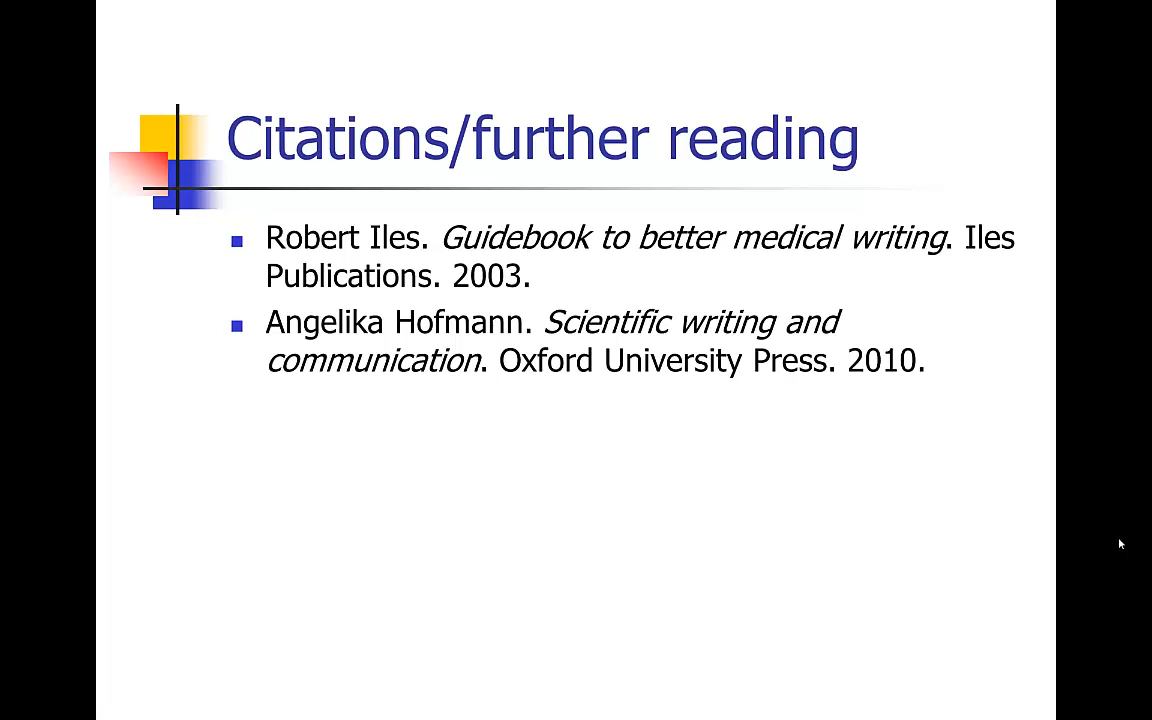 Citations/further reading
Robert Iles. Guidebook to better medical writing. Iles
Publications. 2003.
Angelika Hofmann. Scientific writing and
communication. Oxford University Press. 2010.